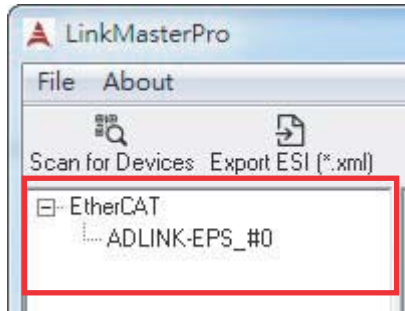 LinkMasterPro
File About
Scan for Devices Export ESI (*.xml)
EtherCAT
ADLINK-EPS_#0